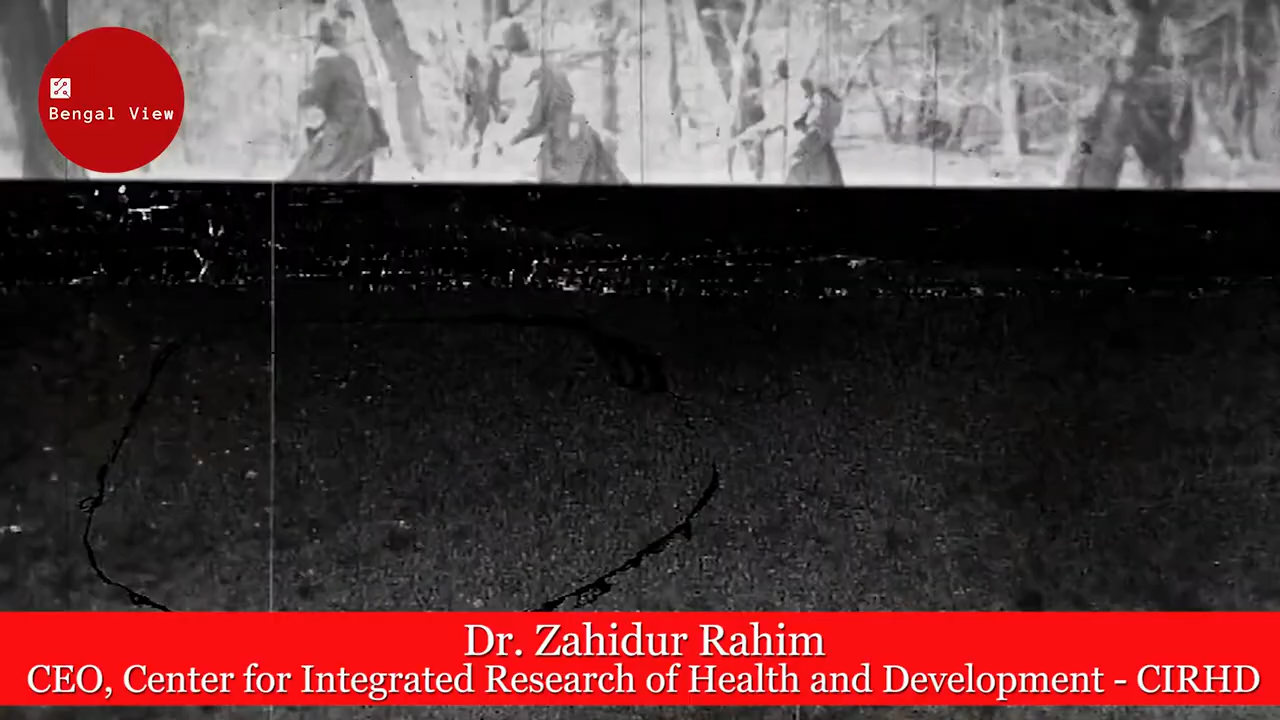 Bengal View
Dr. Zahidur Rahim
CEO, Center for Integrated Research of Health and Development - CIRHD